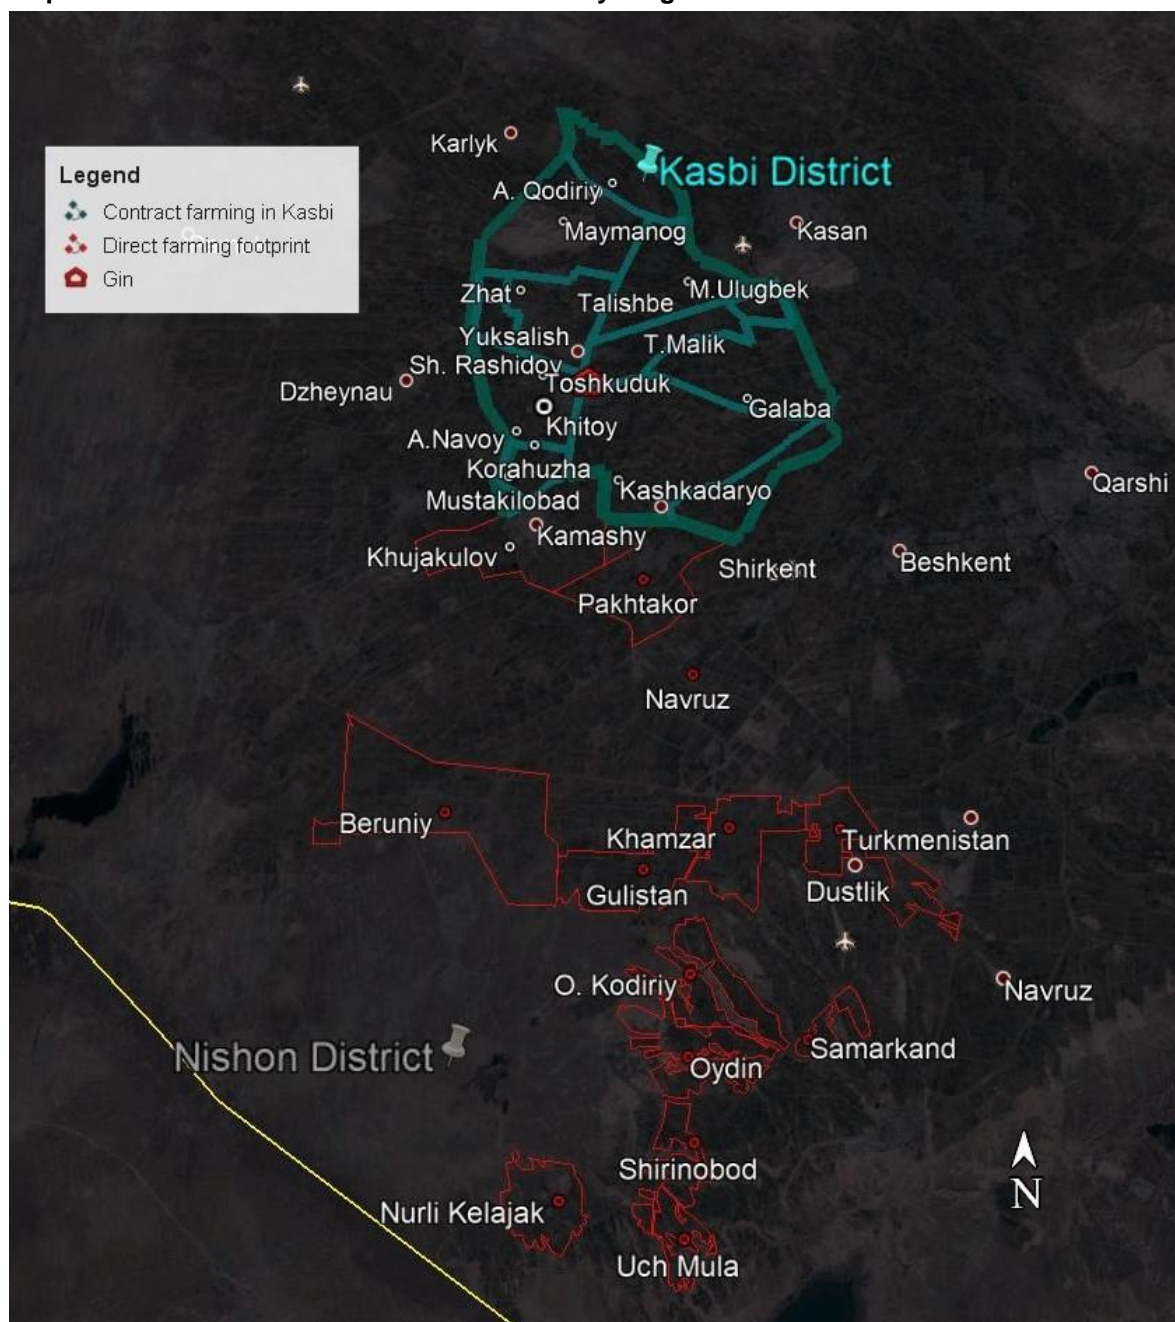 Karlyk
Kasbi District
Legend
A. Qodiriy
Contract farming in Kasbi
Maymanog
Kasan
Direct farming footprint
Gin
Zhat
Talishbe
M.Ulugbek
Yuksalish
T.Malik
Sh. Rashidov
Toshkuduk
Dzheynau
Galaba
Khitoy
A.Navoy
Korahuzha
Qarshi
Kashkadaryo
Mustakilobad
Kamashy
Khujakulov
Shirkent
Beshkent
Pakhtakor
Navruz
Beruniy
Khamzar
Turkmenistan
Gulistan
Dustlik
O. Kodiriy
Navruz
Nishon District
Samarkand
Oydin
Shirinobod
N
Nurli Kelajak
Uch Mula